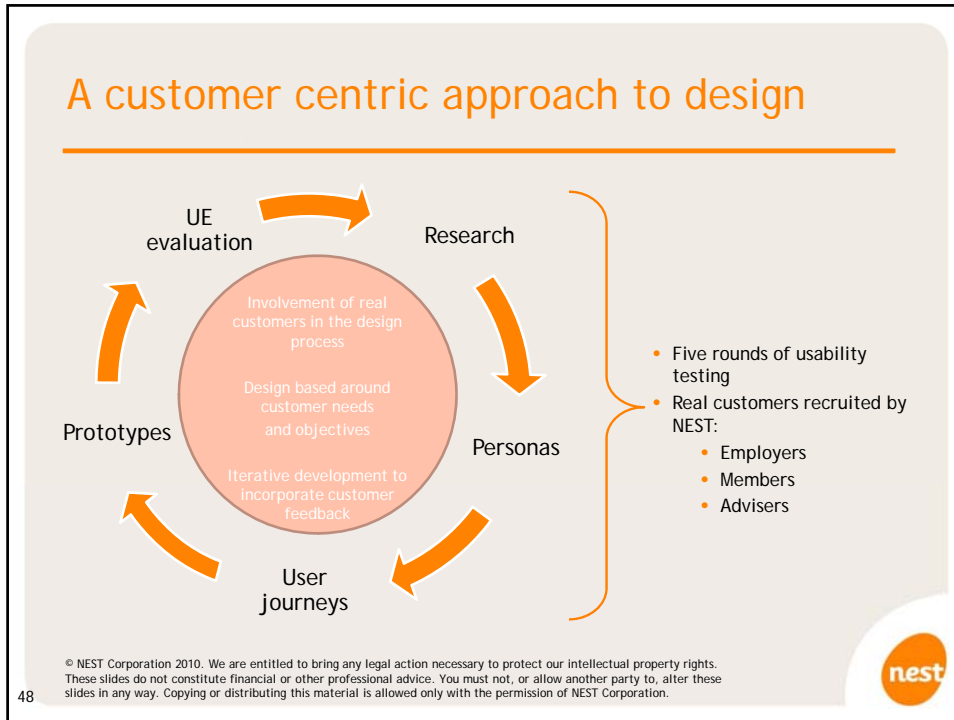 A customer centric approach to design
UE
evaluation
Research
Personas
User
journeys
Prototypes
Involvement of real
customers in the design
process
Design based around
customer needs
and objectives
Iterative development to
incorporate customer
feedback
• Five rounds of usability
testing
• Real customers recruited by
NEST:
• Employers
• Members
• Advisers
© NEST Corporation 2010. We are entitled to bring any legal action necessary to protect our intellectual property rights.
These slides do not constitute financial or other professional advice. You must not, or allow another party to, alter these
slides in any way. Copying or distributing this material is allowed only with the permission of NEST Corporation.
48
nest